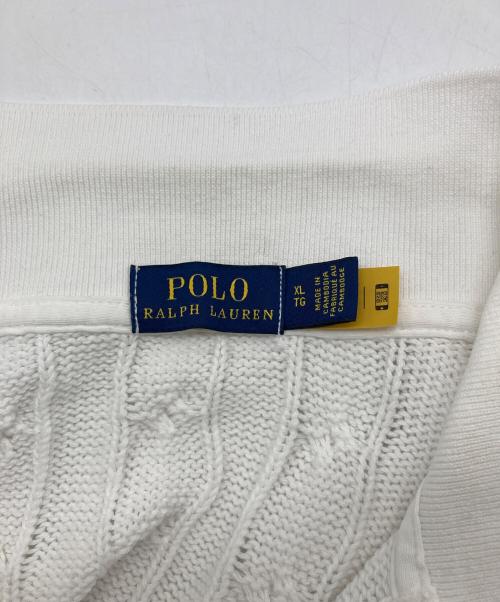 POLO
RALPH LAUREN
XL
TG
MADE IN
CAMBODIA
FABRIQUÉ AU
CAMBODGE